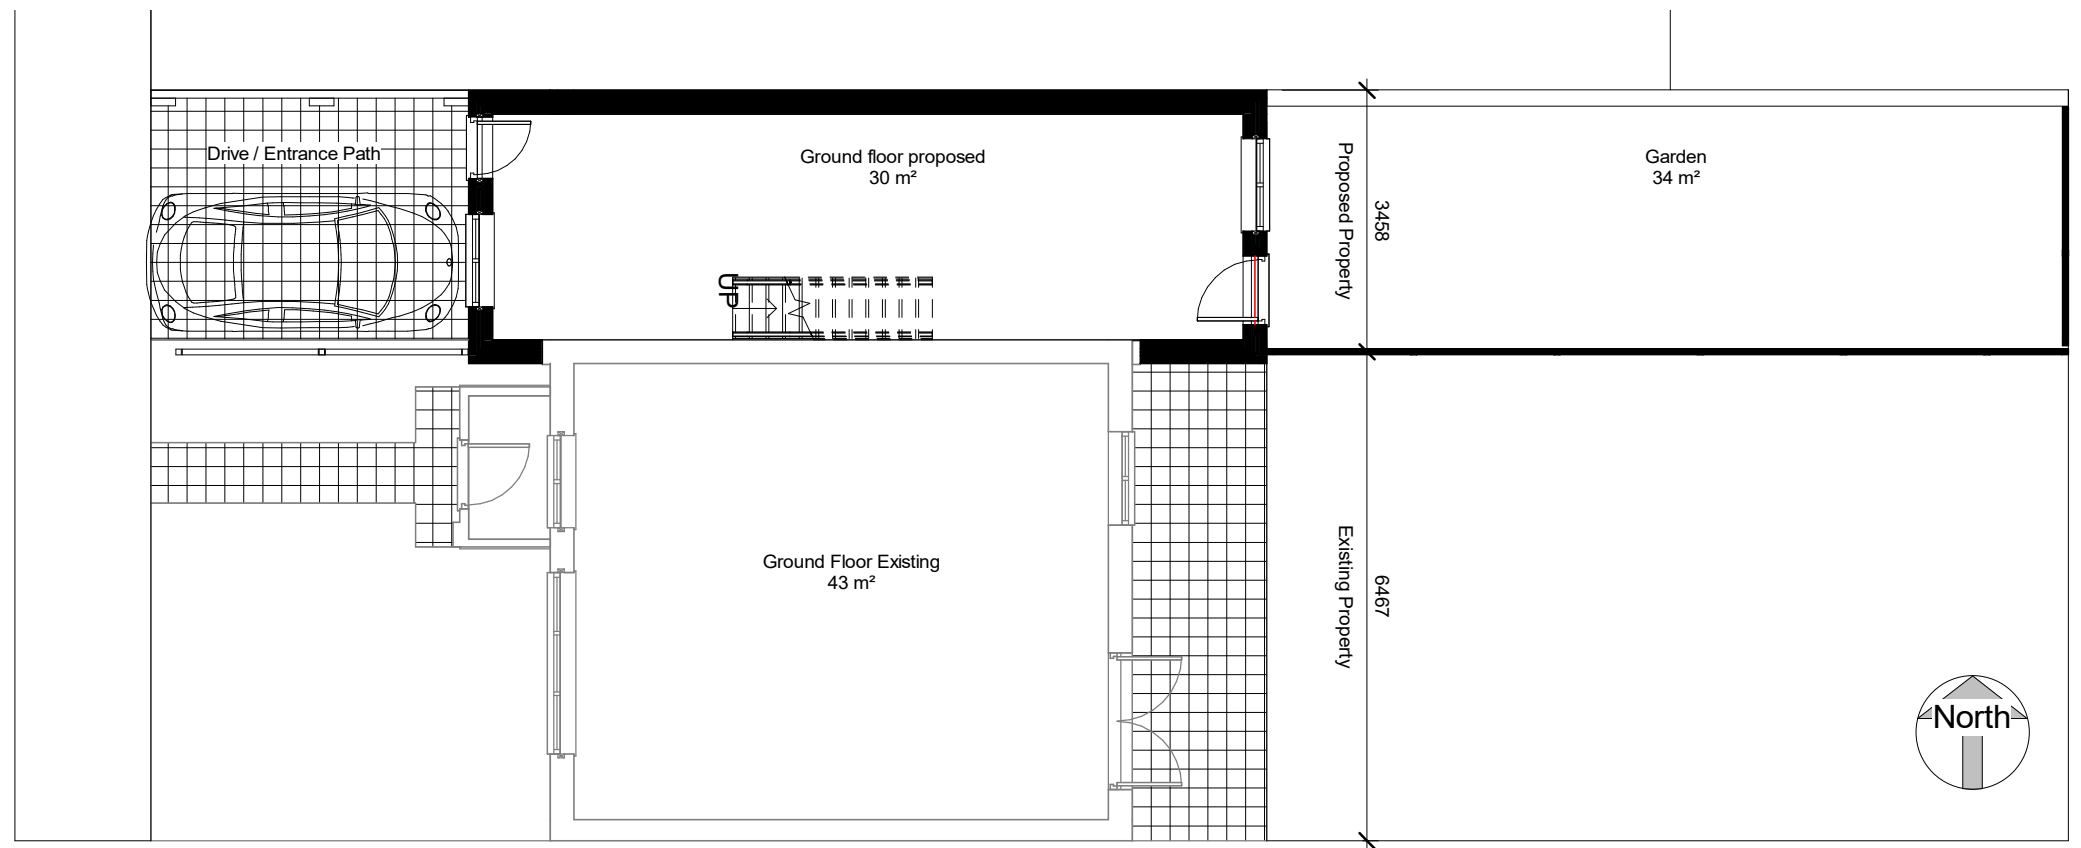 Drive / Entrance Path
Ground floor proposed
30 m²
Proposed Property
3458
Garden
34 m²
UP
Ground Floor Existing
43 m²
Existing Property
6467
North